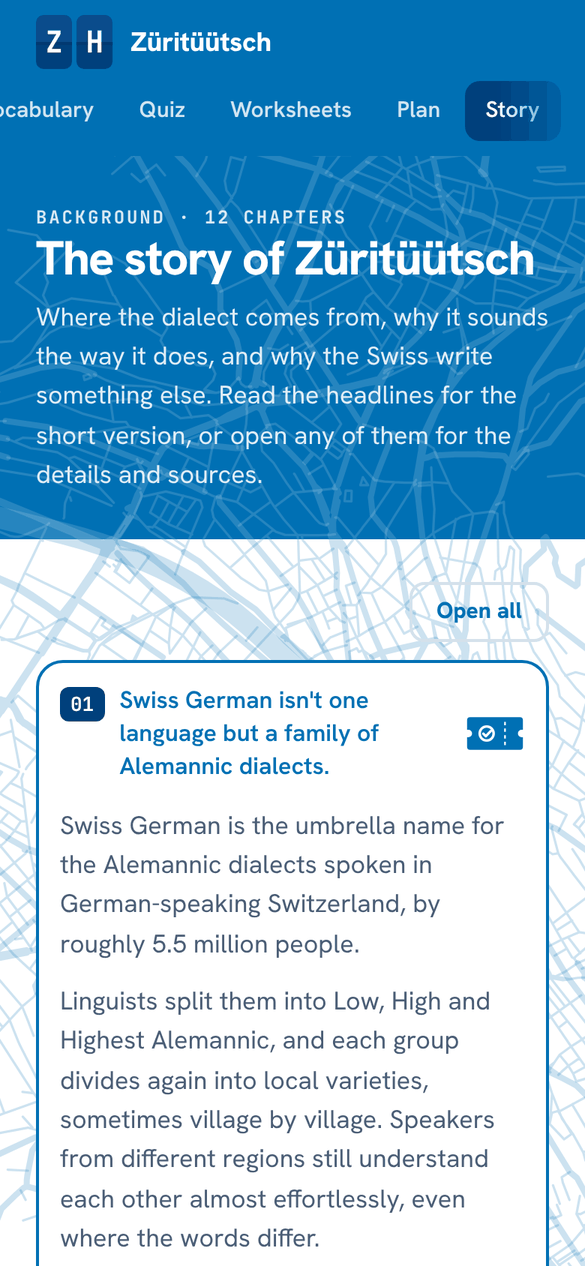 Z H Züritüütsch
Quiz Worksheets Plan Story
BACKGROUND · 12 CHAPTERS
The story of Züritüütsch
Where the dialect comes from, why it sounds
the way it does, and why the Swiss write
something else. Read the headlines for the
short version, or open any of them for the
details and sources.
Open all
01 Swiss German isn't one
language but a family of
Alemannic dialects.
Swiss German is the umbrella name for
the Alemannic dialects spoken in
German-speaking Switzerland, by
roughly 5.5 million people.
Linguists split them into Low, High and
Highest Alemannic, and each group
divides again into local varieties,
sometimes village by village. Speakers
from different regions still understand
each other almost effortlessly, even
where the words differ.